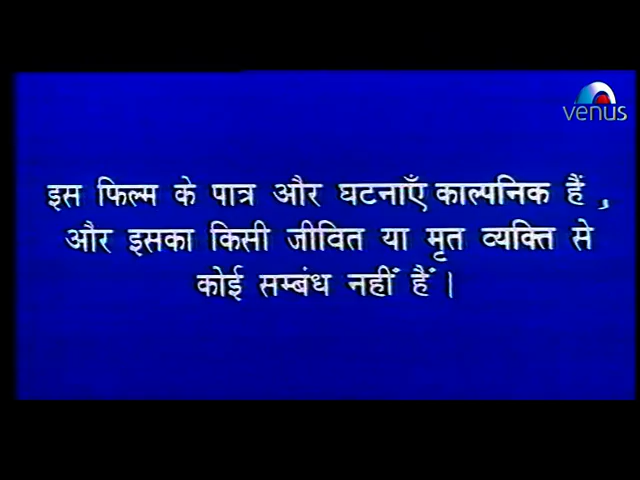 venus
इस फिल्म के पात्र और घटनाएँ काल्पनिक हैं ,
और इसका किसी जीवित या मृत व्यक्ति से
कोई सम्बंध नहीं हैं ।